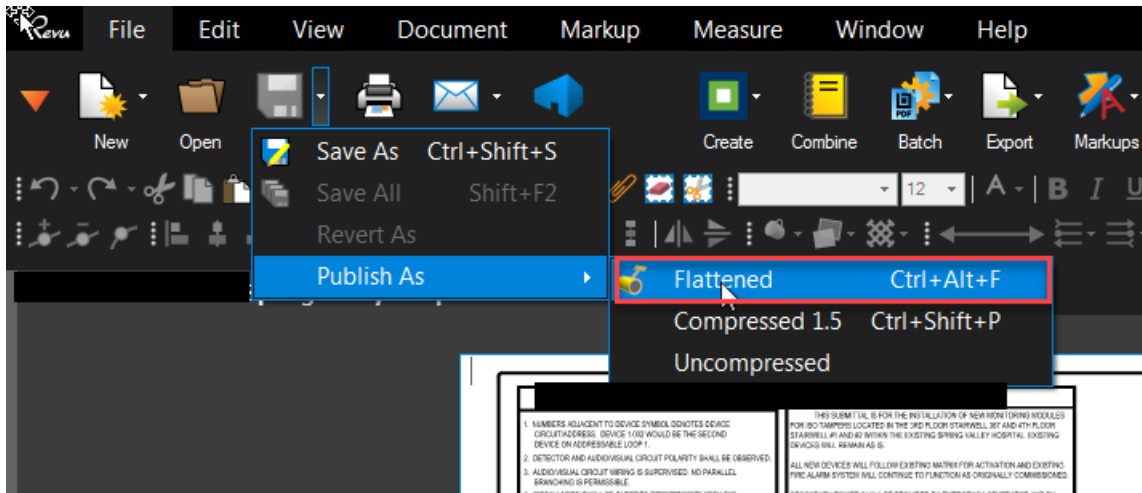 Revu File Edit View Document Markup Measure Window Help
New Open Create Combine Batch Export Markups
Save As Ctrl+Shift+S
Save All Shift+F2
12 A B I U
Revert As
Publish As
Flattened Ctrl+Alt+F
Compressed 1.5 Ctrl+Shift+P
Uncompressed
1. NUMBERS ADJACENT TO DEVICE SYMBOL DENOTES DEVICE
CIRCUIT/ADDRESS. DEVICE 1.002 WOULD BE THE SECOND
DEVICE ON ADDRESSABLE LOOP 1.
2. DETECTOR AND AUDIO/VISUAL CIRCUIT POLARITY SHALL BE OBSERVED.
3. AUDIO/VISUAL CIRCUIT WIRING IS SUPERVISED. NO PARALLEL
BRANCHING IS PERMISSIBLE.
THIS SUBMITTAL IS FOR THE INSTALLATION OF NEW MONITORING MODULES
FOR ISO TAMPERS LOCATED IN THE 3RD FLOOR STAIRWELL 3ST AND 4TH FLOOR
STAIRWELL #1 AND #2 WITHIN THE EXISTING SPRING VALLEY HOSPITAL. EXISTING
DEVICES WILL REMAIN AS IS.
ALL NEW DEVICES WILL FOLLOW EXISTING MATRIX FOR ACTIVATION AND EXISTING
FIRE ALARM SYSTEM WILL CONTINUE TO FUNCTION AS ORIGINALLY COMMISSIONED